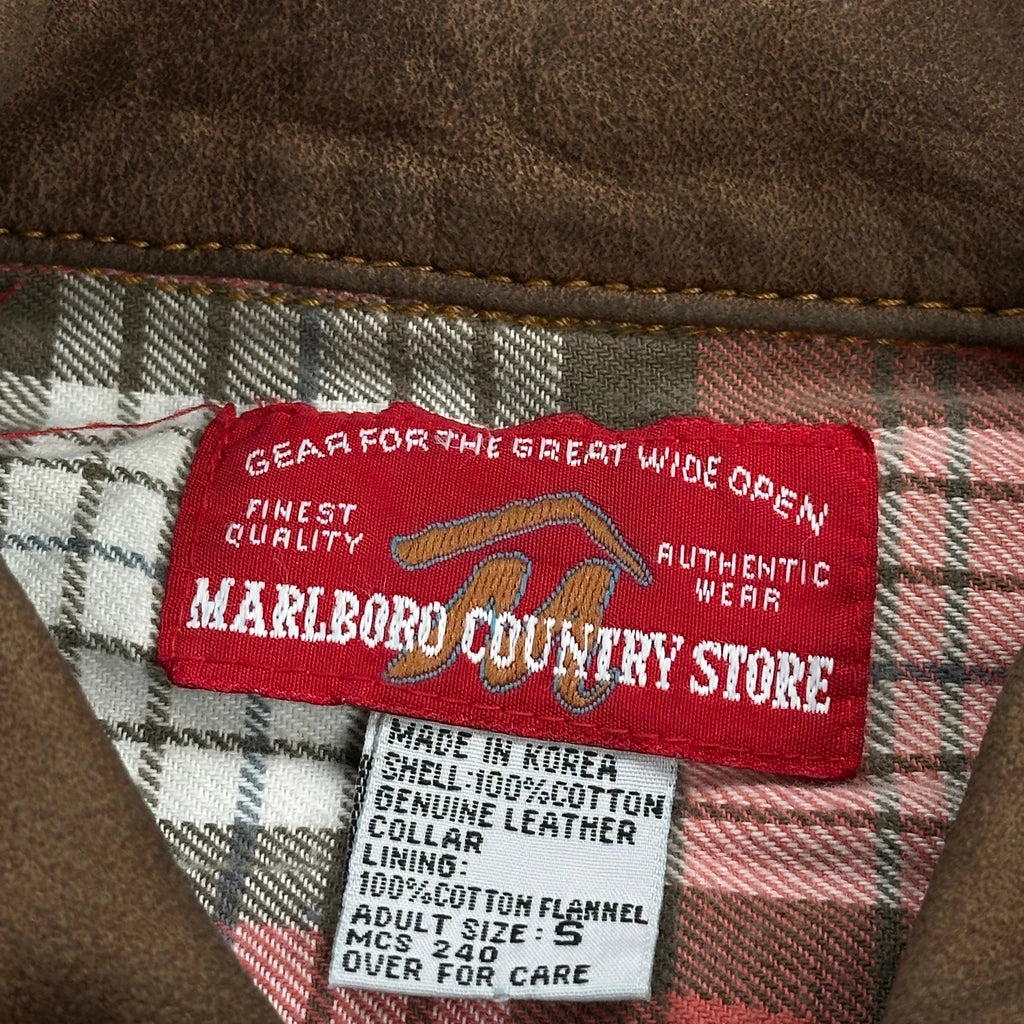 GEAR FOR THE GREAT WIDE OPEN
FINEST
QUALITY
AUTHENTIC
WEAR
MARLBORO COUNTRY STORE
MADE IN KOREA
SHELL:100%COTTON
GENUINE LEATHER
COLLAR
LINING:
100%COTTON FLANNEL
ADULT SIZE: S
MCS 240
OVER FOR CARE